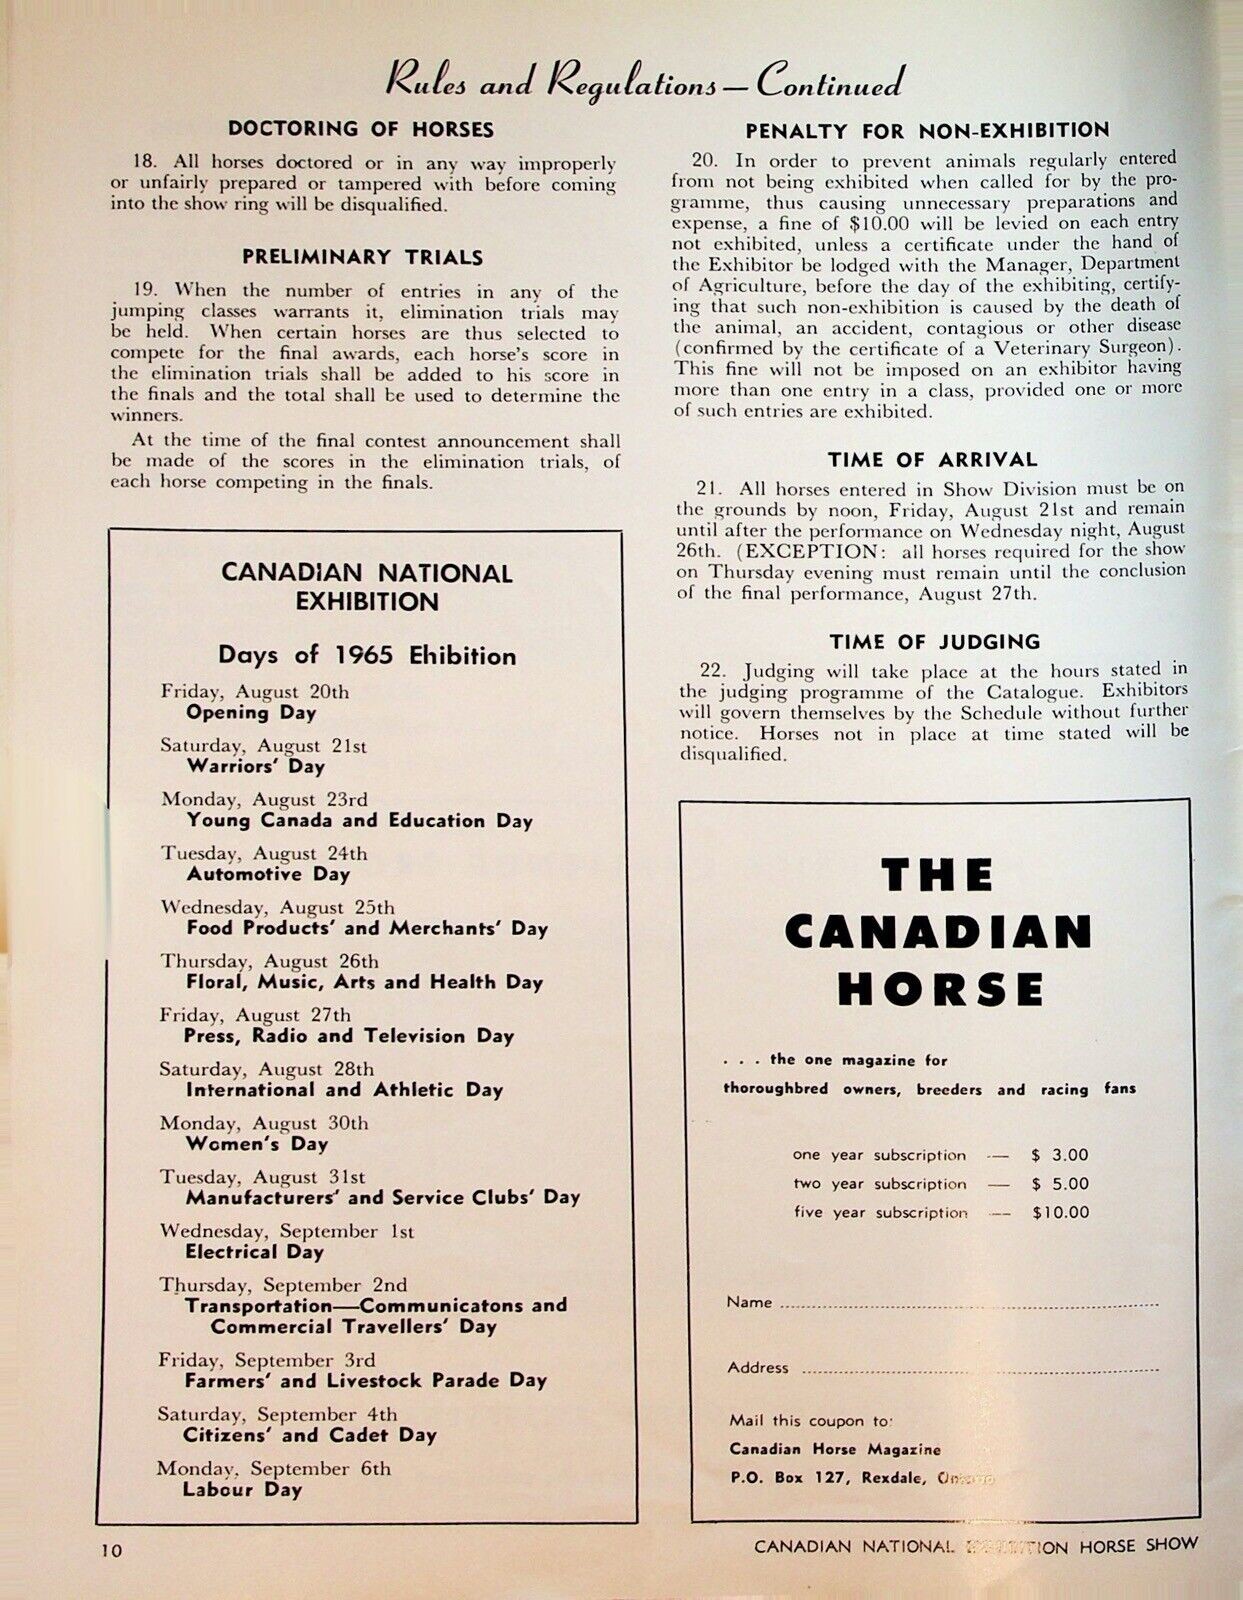 Rules and Regulations — Continued
DOCTORING OF HORSES
18. All horses doctored or in any way improperly
or unfairly prepared or tampered with before coming
into the show ring will be disqualified.
PRELIMINARY TRIALS
19. When the number of entries in any of the
jumping classes warrants it, elimination trials may
be held. When certain horses are thus selected to
compete for the final awards, each horse's score in
the elimination trials shall be added to his score in
the finals and the total shall be used to determine the
winners.
At the time of the final contest announcement shall
be made of the scores in the elimination trials, of
each horse competing in the finals.
CANADIAN NATIONAL
EXHIBITION
Days of 1965 Ehibition
Friday, August 20th
Opening Day
Saturday, August 21st
Warriors' Day
Monday, August 23rd
Young Canada and Education Day
Tuesday, August 24th
Automotive Day
Wednesday, August 25th
Food Products' and Merchants' Day
Thursday, August 26th
Floral, Music, Arts and Health Day
Friday, August 27th
Press, Radio and Television Day
Saturday, August 28th
International and Athletic Day
Monday, August 30th
Women's Day
Tuesday, August 31st
Manufacturers' and Service Clubs' Day
Wednesday, September 1st
Electrical Day
Thursday, September 2nd
Transportation—Communicatons and
Commercial Travellers' Day
Friday, September 3rd
Farmers' and Livestock Parade Day
Saturday, September 4th
Citizens' and Cadet Day
Monday, September 6th
Labour Day
PENALTY FOR NON-EXHIBITION
20. In order to prevent animals regularly entered
from not being exhibited when called for by the pro-
gramme, thus causing unnecessary preparations and
expense, a fine of $10.00 will be levied on each entry
not exhibited, unless a certificate under the hand of
the Exhibitor be lodged with the Manager, Department
of Agriculture, before the day of the exhibiting, certify-
ing that such non-exhibition is caused by the death of
the animal, an accident, contagious or other disease
(confirmed by the certificate of a Veterinary Surgeon).
This fine will not be imposed on an exhibitor having
more than one entry in a class, provided one or more
of such entries are exhibited.
TIME OF ARRIVAL
21. All horses entered in Show Division must be on
the grounds by noon, Friday, August 21st and remain
until after the performance on Wednesday night, August
26th. (EXCEPTION: all horses required for the show
on Thursday evening must remain until the conclusion
of the final performance, August 27th.
TIME OF JUDGING
22. Judging will take place at the hours stated in
the judging programme of the Catalogue. Exhibitors
will govern themselves by the Schedule without further
notice. Horses not in place at time stated will be
disqualified.
THE
CANADIAN
HORSE
. . . the one magazine for
thoroughbred owners, breeders and racing fans
one year subscription — $ 3.00
two year subscription — $ 5.00
five year subscription — $10.00
Name
Address
Mail this coupon to:
Canadian Horse Magazine
P.O. Box 127, Rexdale, Ontario
10
CANADIAN NATIONAL EXHIBITION HORSE SHOW